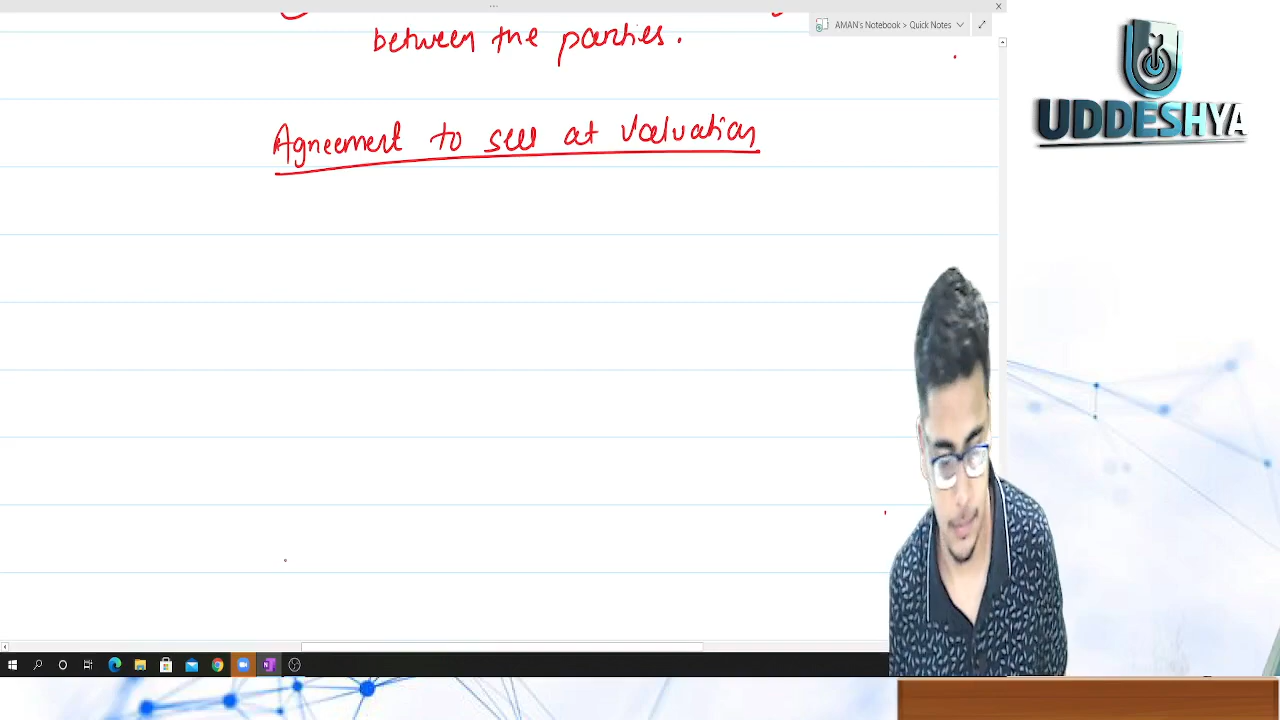 AMAN's Notebook > Quick Notes
between the parties.
UDDESHYA
Agreement to sell at Valuation